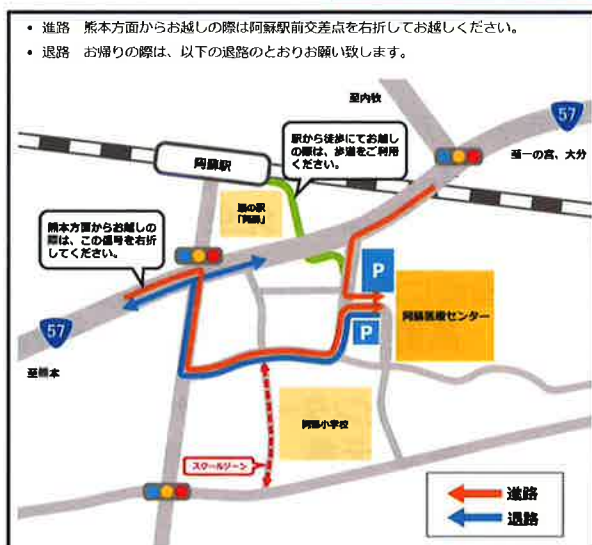 • 進路 熊本方面からお越しの際は阿蘇駅前交差点を右折してお越しください。
• 退路 お帰りの際は、以下の退路のとおりお願い致します。
至内牧
57
至一の宮、大分
阿蘇駅
駅から徒歩にてお越し
の際は、歩道をご利用
ください。
道の駅
「阿蘇」
熊本方面からお越しの
際は、この信号を右折
してください。
P
阿蘇医療センター
P
57
至熊本
阿蘇小学校
スクールゾーン
進路
退路